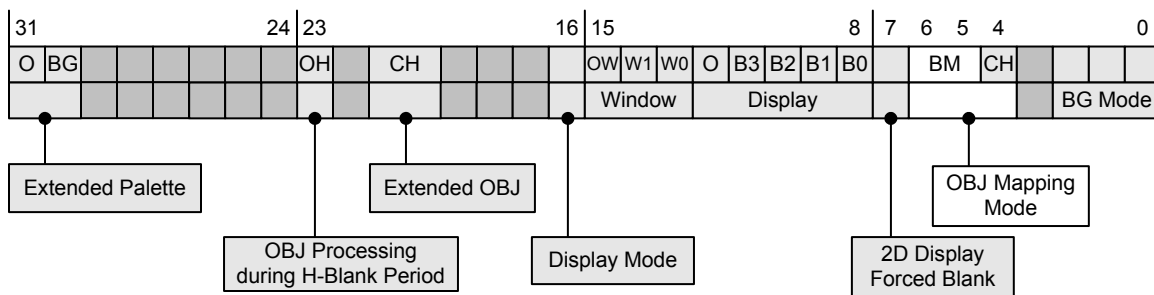 31 24 23 16 15 8 7 6 5 4 0
O BG OH CH OW W1 W0 O B3 B2 B1 B0 BM CH
Window Display BG Mode
Extended Palette
Extended OBJ
OBJ Mapping
Mode
OBJ Processing
during H-Blank Period
Display Mode
2D Display
Forced Blank